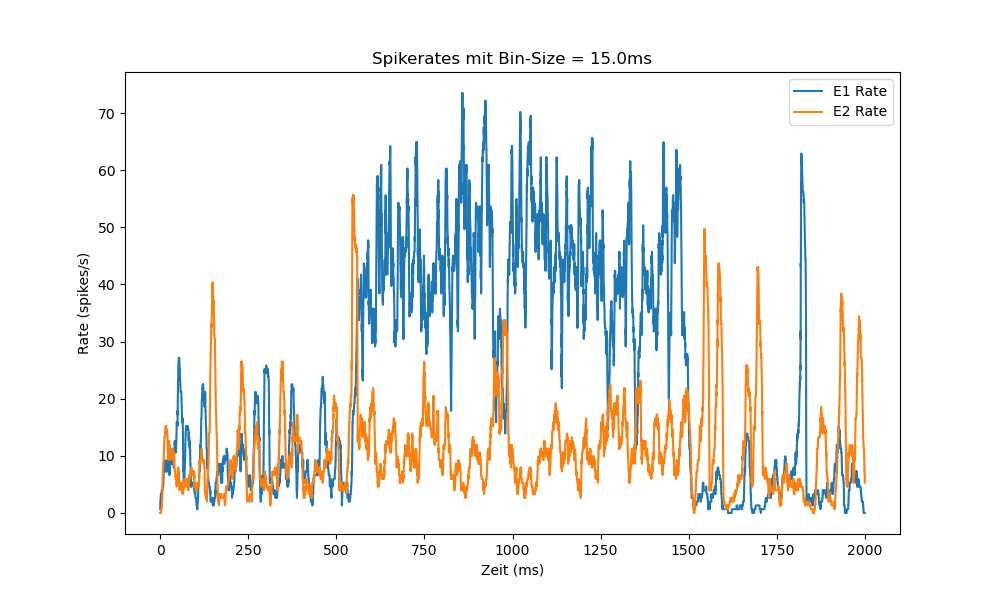 Spikerates mit Bin-Size = 15.0ms
E1 Rate
E2 Rate
Rate (spikes/s)
70
60
50
40
30
20
10
0
0 250 500 750 1000 1250 1500 1750 2000
Zeit (ms)